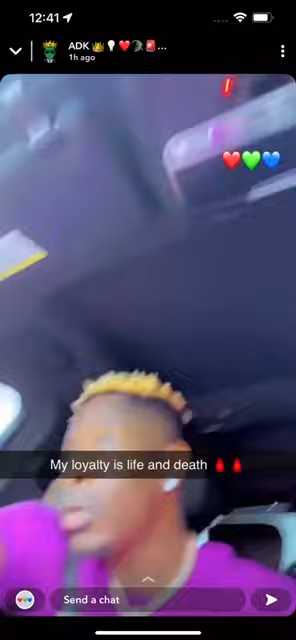 12:41
ADK 👑💡❤️🐉🚨...
1h ago
❤️💚💙
My loyalty is life and death 🩸🩸
Send a chat